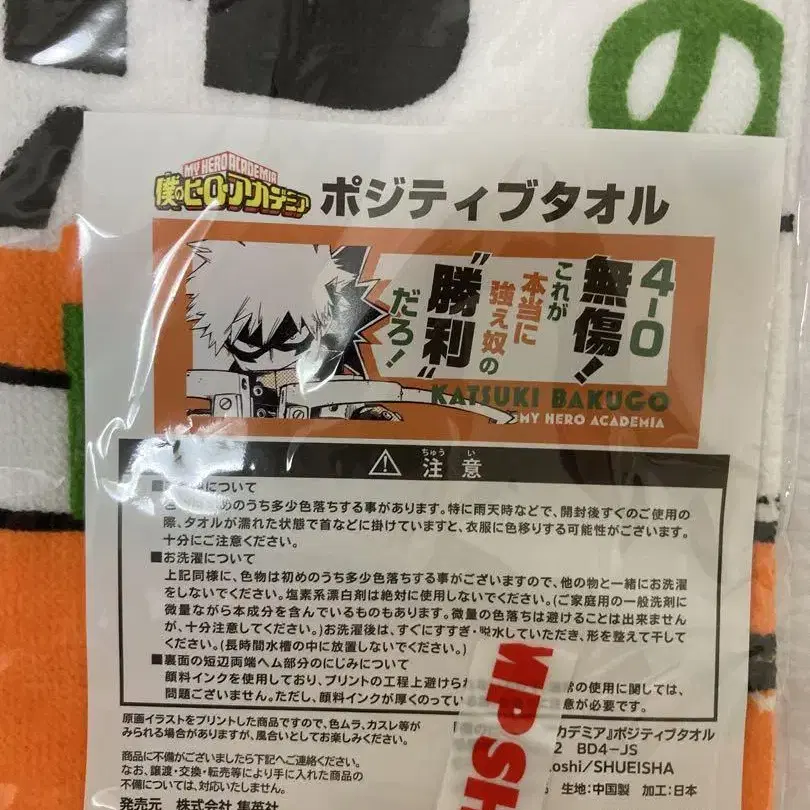 の
MY HERO ACADEMIA
僕のヒーローアカデミア
ポジティブタオル
4-0
無傷!
これが
本当に
強え奴の
"勝利"
だろ!
KATSUKI BAKUGO
MY HERO ACADEMIA
ちゅう い
⚠ 注 意
について
初めのうち多少色落ちする事があります。特に雨天時などで、開封後すぐのご使用の
際、タオルが濡れた状態で首などに掛けていますと、衣服に色移りする可能性がございます。
十分にご注意ください。
■お洗濯について
上記同様に、色物は初めのうち多少色落ちする事がございますので、他の物と一緒にお洗濯
をしないでください。塩素系漂白剤は絶対に使用しないでください。(ご家庭用の一般洗剤に
微量ながら本成分を含んでいるものもあります。微量の色落ちは避けることは出来ません
が、十分注意してください。)お洗濯後は、すぐにすすぎ・脱水していただき、形を整えて干して
ください。(長時間水槽の中に放置しないでください。)
■裏面の短辺両端ヘム部分のにじみについて
顔料インクを使用しており、プリントの工程上避けら 常の使用に関しては、
問題ございません。ただし、顔料インクが厚くのってい 意が必要です。
原画イラストをプリントした商品ですので、色ムラ、カスレ等が
みられる場合がありますが、風合いとしてお楽しみください。
商品に不備がございましたら下記へご連絡ください。
なお、譲渡・交換・転売等により手に入れた商品の
不備については、対応いたしません。
発売元 株式会社 集英社
カデミア』ポジティブタオル
2 BD4-JS
oshi/SHUEISHA
% 生地:中国製 加工:日本
MPSH